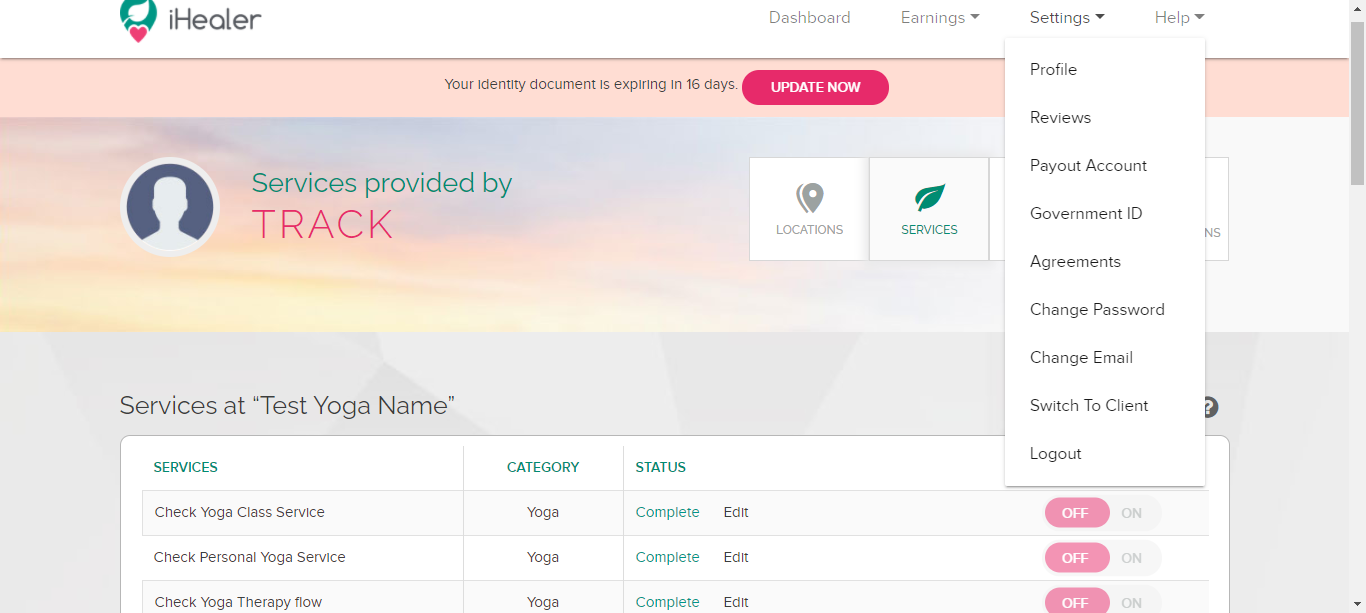 iHealer
Dashboard
Earnings
Settings
Help
Your identity document is expiring in 16 days.
UPDATE NOW
Profile
Reviews
Payout Account
Government ID
Agreements
Change Password
Change Email
Switch To Client
Logout
Services provided by
TRACK
LOCATIONS
SERVICES
NS
Services at “Test Yoga Name”
?
SERVICES CATEGORY STATUS
Check Yoga Class Service Yoga Complete Edit OFF ON
Check Personal Yoga Service Yoga Complete Edit OFF ON
Check Yoga Therapy flow Yoga Complete Edit OFF ON